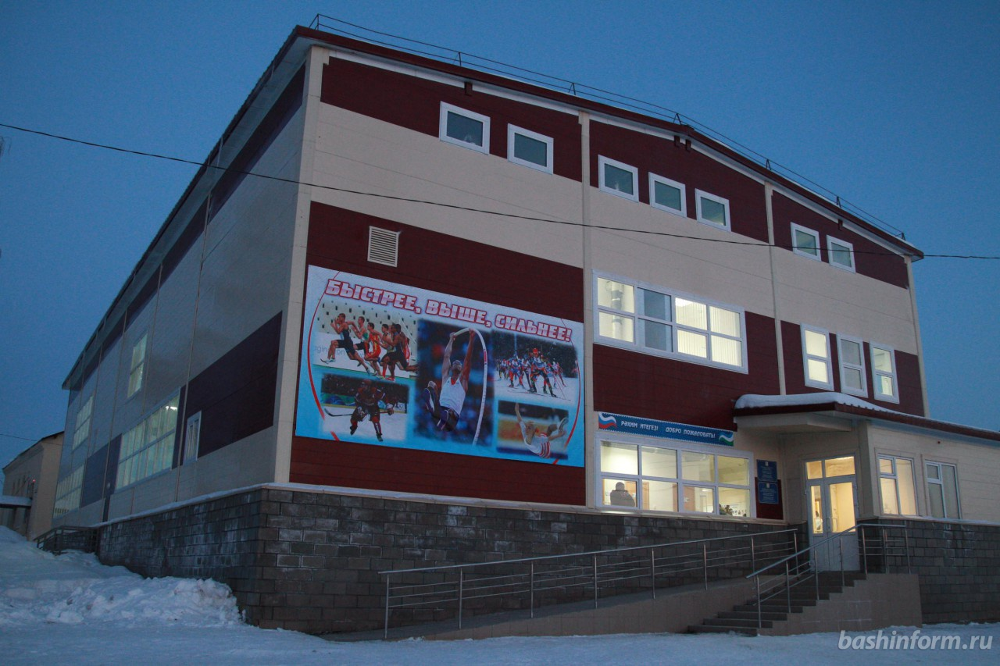 БЫСТРЕЕ, ВЫШЕ, СИЛЬНЕЕ!
РӘХИМ ИТЕГЕҘ! ДОБРО ПОЖАЛОВАТЬ!
bashinform.ru